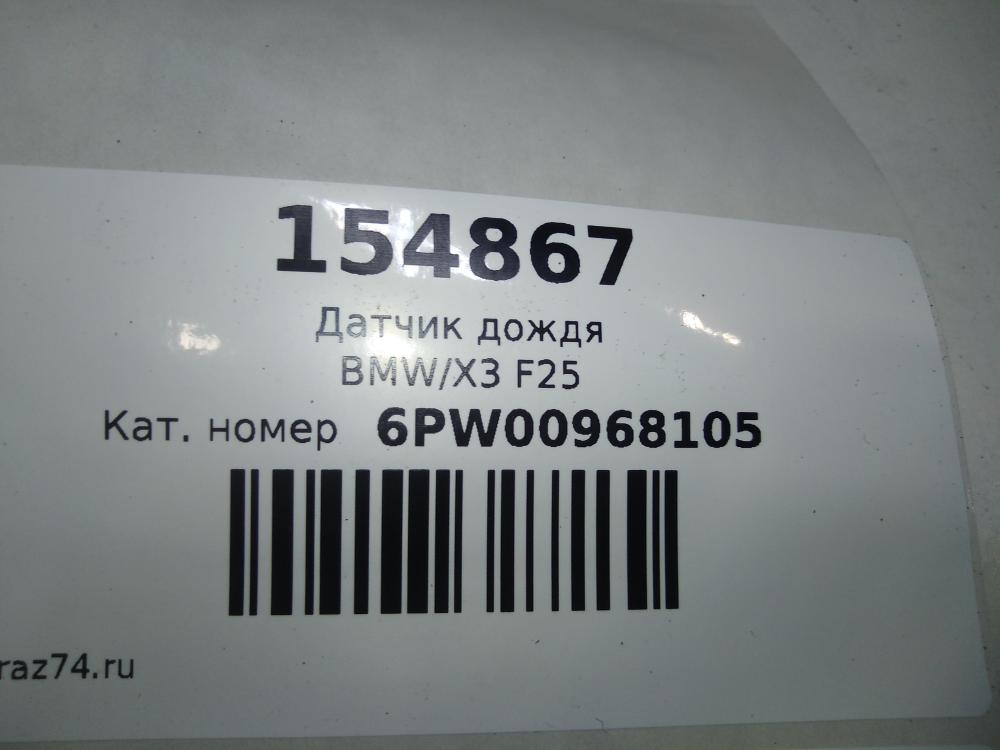 154867
Датчик дождя
BMW/X3 F25
Кат. номер 6PW00968105
raz74.ru